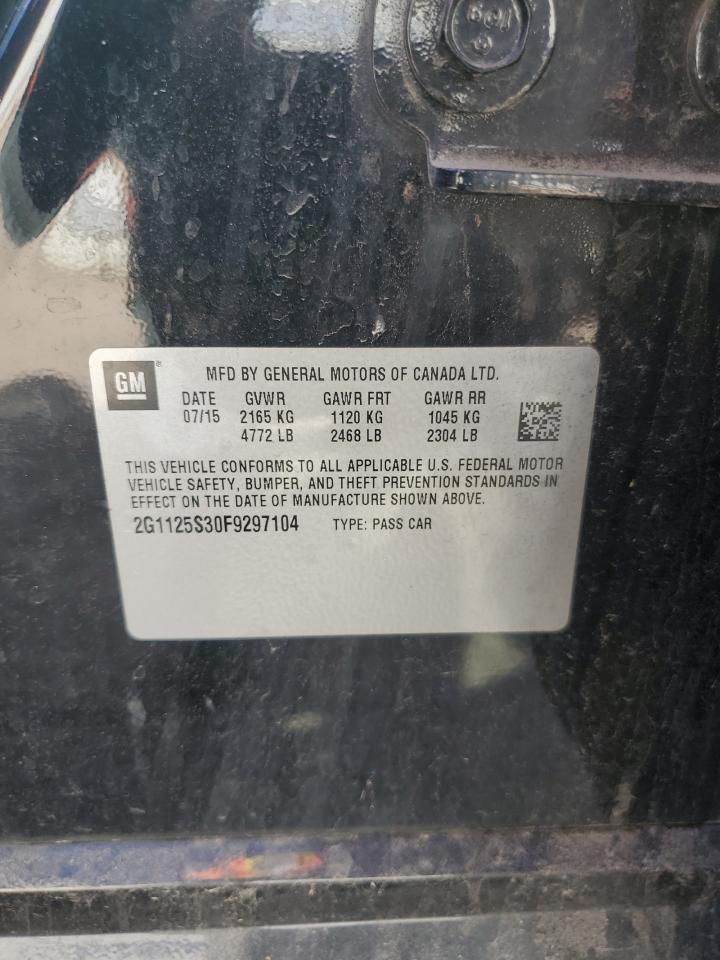 GM® MFD BY GENERAL MOTORS OF CANADA LTD.
DATE GVWR GAWR FRT GAWR RR
07/15 2165 KG 1120 KG 1045 KG
4772 LB 2468 LB 2304 LB
THIS VEHICLE CONFORMS TO ALL APPLICABLE U.S. FEDERAL MOTOR
VEHICLE SAFETY, BUMPER, AND THEFT PREVENTION STANDARDS IN
EFFECT ON THE DATE OF MANUFACTURE SHOWN ABOVE.
2G1125S30F9297104 TYPE: PASS CAR